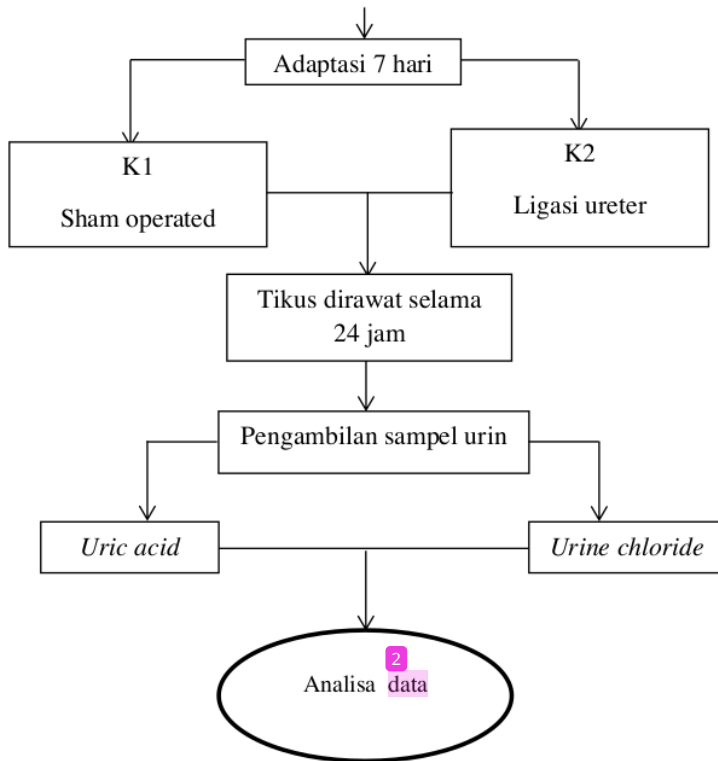 Adaptasi 7 hari
K1
Sham operated
K2
Ligasi ureter
Tikus dirawat selama
24 jam
Pengambilan sampel urin
Uric acid
Urine chloride
2
Analisa data